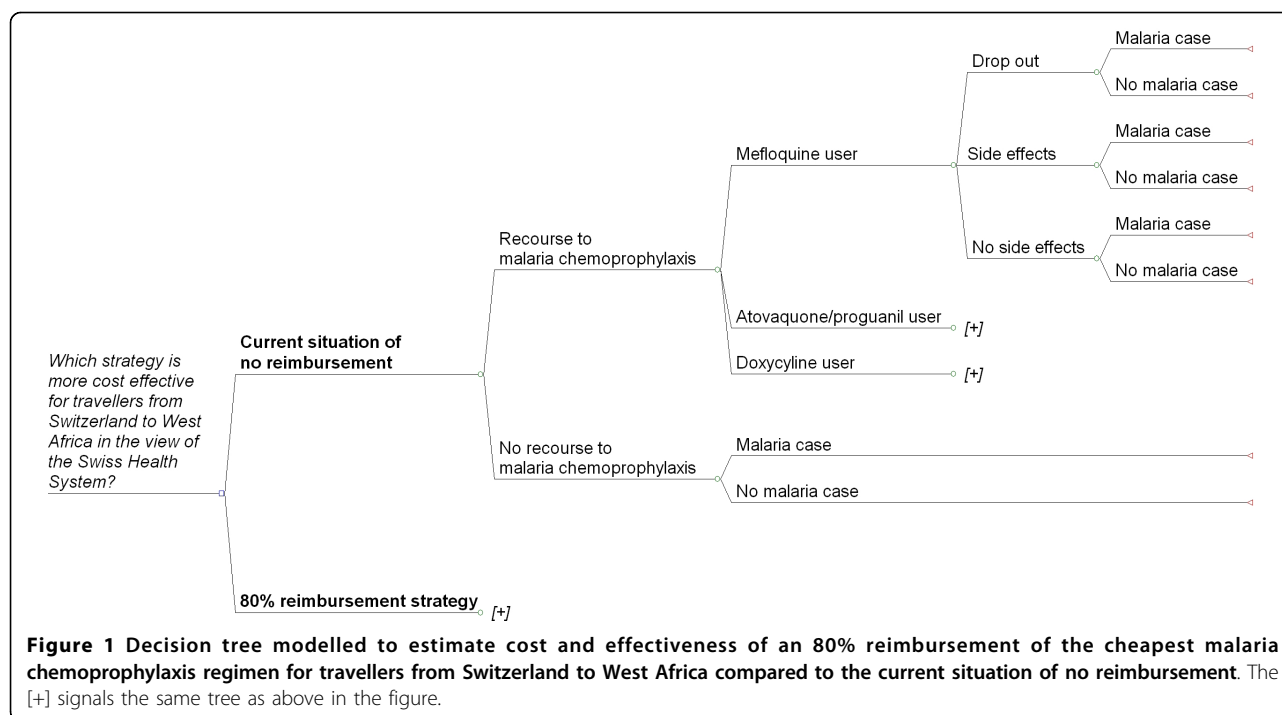 Malaria case
Drop out
No malaria case
Malaria case
Mefloquine user
Side effects
No malaria case
Malaria case
Recourse to
malaria chemoprophylaxis
No side effects
No malaria case
Atovaquone/proguanil user
[+]
Current situation of
no reimbursement
Doxycyline user
[+]
Which strategy is
more cost effective
for travellers from
Switzerland to West
Africa in the view of
the Swiss Health
System?
No recourse to
malaria chemoprophylaxis
Malaria case
No malaria case
80% reimbursement strategy
[+]
Figure 1 Decision tree modelled to estimate cost and effectiveness of an 80% reimbursement of the cheapest malaria
chemoprophylaxis regimen for travellers from Switzerland to West Africa compared to the current situation of no reimbursement. The
[+] signals the same tree as above in the figure.